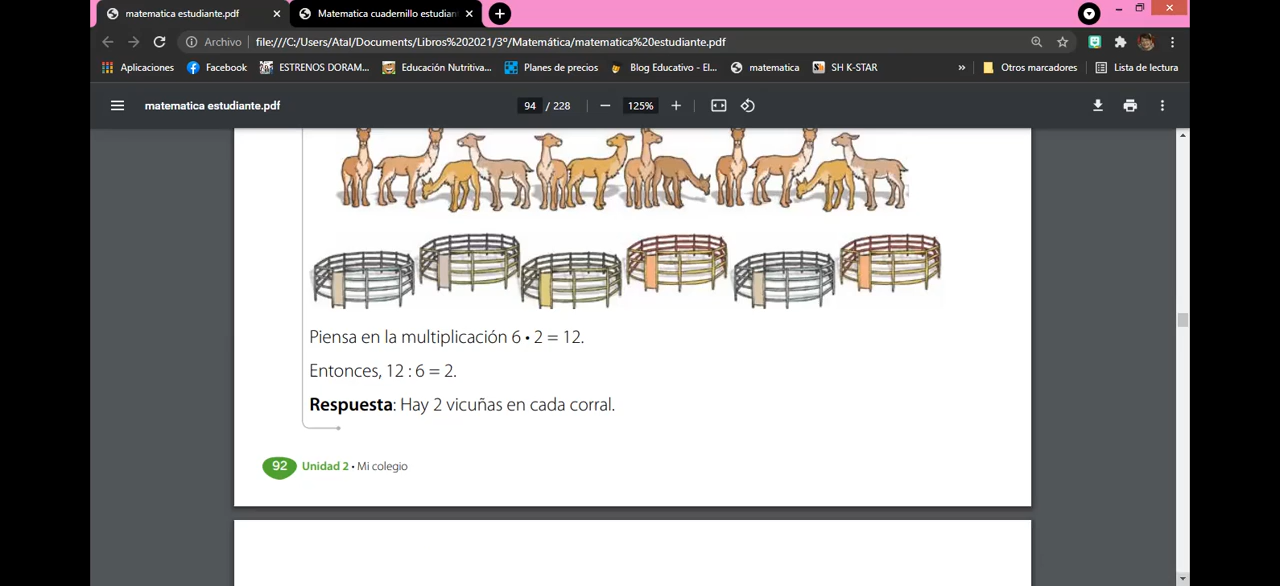 matematica estudiante.pdf
Matematica cuadernillo estudian
Archivo
file:///C:/Users/Atal/Documents/Libros%202021/3º/Matemática/matematica%20estudiante.pdf
Aplicaciones
Facebook
ESTRENOS DORAM...
Educación Nutritiva...
Planes de precios
Blog Educativo - El...
matematica
SH K-STAR
»
Otros marcadores
Lista de lectura
matematica estudiante.pdf
94 / 228
125%
Piensa en la multiplicación 6 • 2 = 12.
Entonces, 12 : 6 = 2.
Respuesta: Hay 2 vicuñas en cada corral.
92 Unidad 2 • Mi colegio